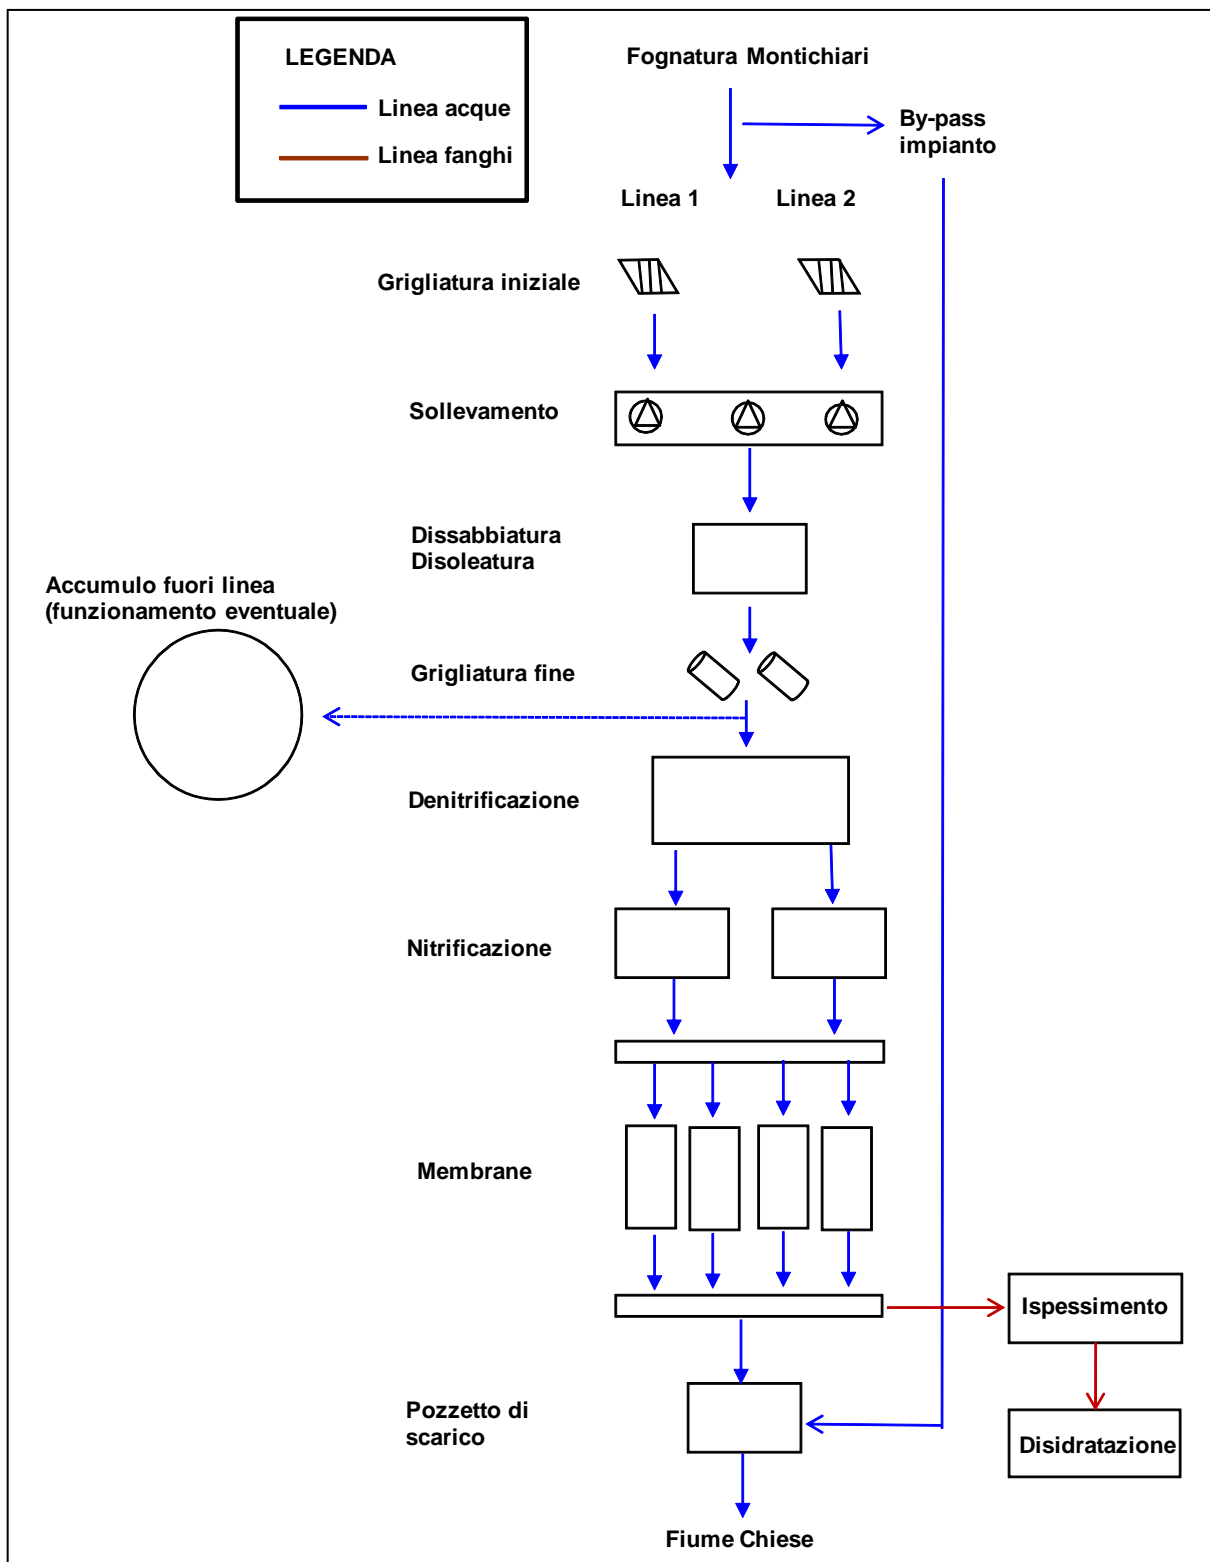 LEGENDA
Linea acque
Linea fanghi
Fognatura Montichiari
By-pass
impianto
Linea 1
Linea 2
Grigliatura iniziale
Sollevamento
Dissabbiatura
Disoleatura
Accumulo fuori linea
(funzionamento eventuale)
Grigliatura fine
Denitrificazione
Nitrificazione
Membrane
Ispessimento
Pozzetto di
scarico
Disidratazione
Fiume Chiese